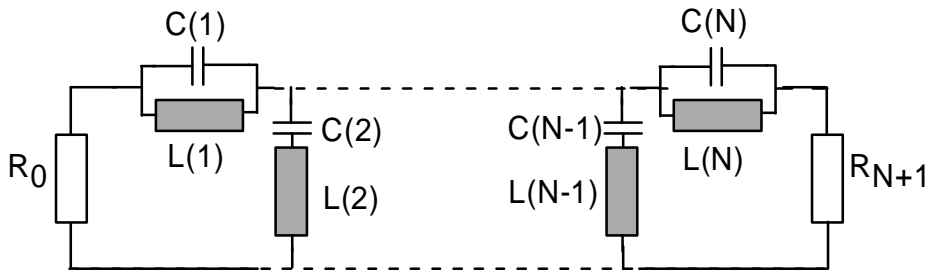 C(1)
C(N)
L(1)
C(2)
C(N-1)
L(N)
R0
L(2)
L(N-1)
RN+1